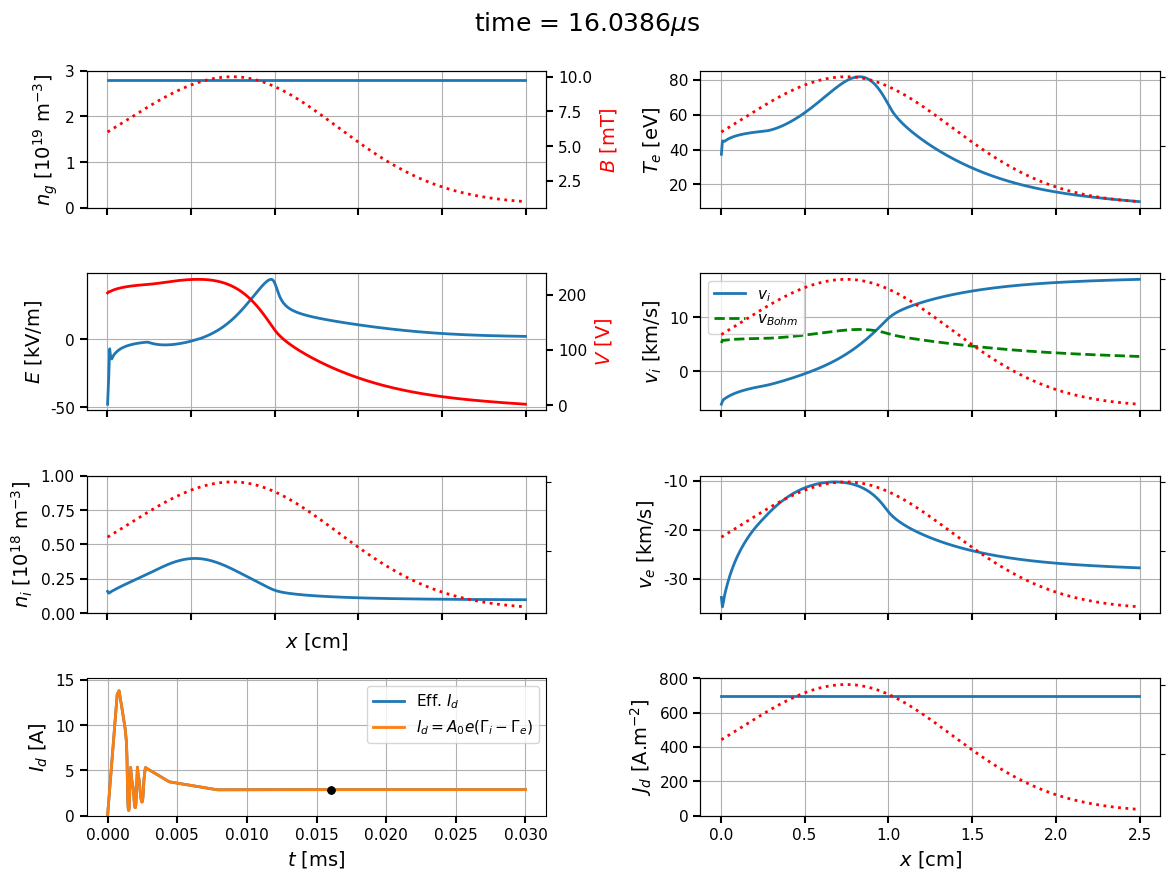 time = 16.0386μs
3
2
1
0
n_g [10^19 m^−3]
10.0
7.5
5.0
2.5
B [mT]
80
60
40
20
T_e [eV]
0
-50
E [kV/m]
200
100
0
V [V]
10
0
v_i [km/s]
v_i
v_Bohm
1.00
0.75
0.50
0.25
0.00
n_i [10^18 m^−3]
x [cm]
-10
-20
-30
v_e [km/s]
15
10
5
0
I_d [A]
Eff. I_d
I_d = A_0e(Γ_i − Γ_e)
0.000 0.005 0.010 0.015 0.020 0.025 0.030
t [ms]
800
600
400
200
0
J_d [A.m^−2]
0.0 0.5 1.0 1.5 2.0 2.5
x [cm]